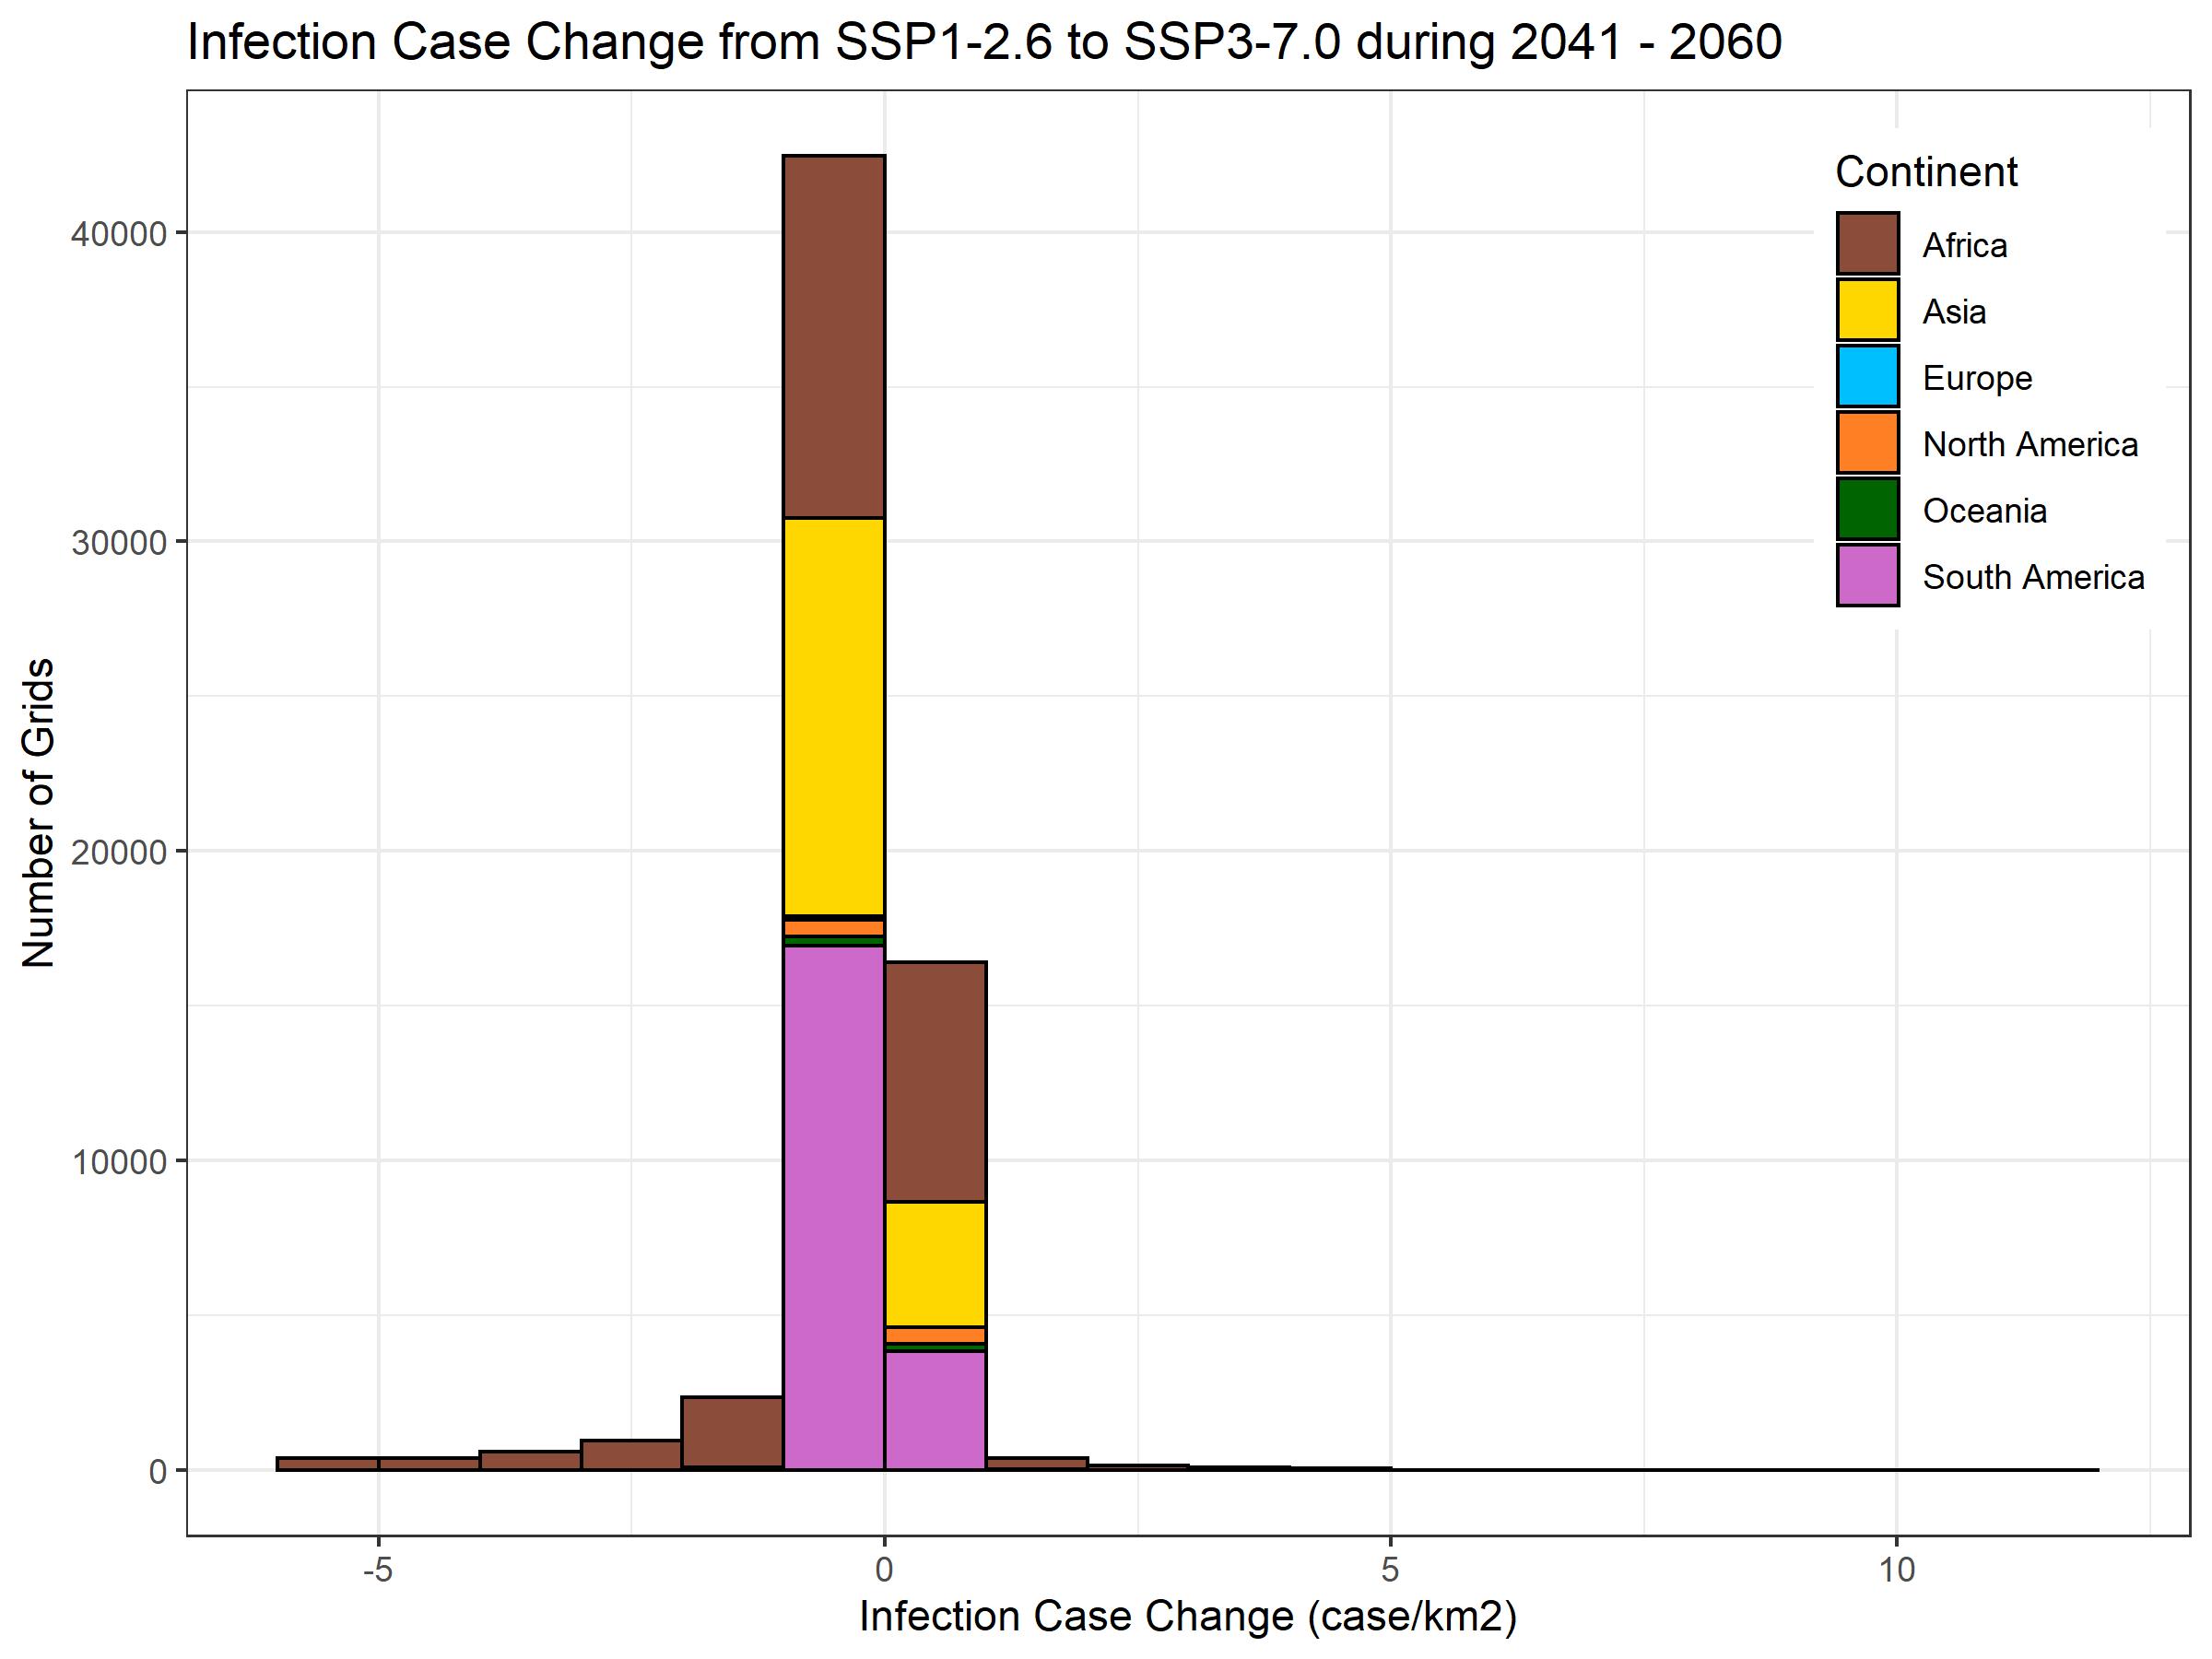 Infection Case Change from SSP1-2.6 to SSP3-7.0 during 2041 - 2060
Continent
Africa
Asia
Europe
North America
Oceania
South America
Number of Grids
40000
30000
20000
10000
0
-5
0
5
10
Infection Case Change (case/km2)